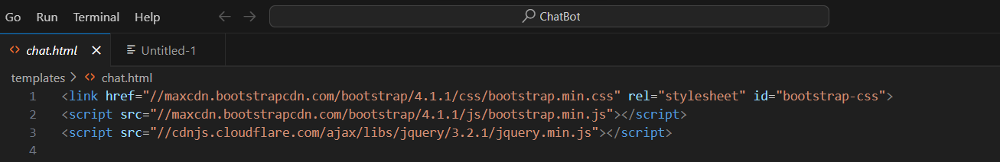 Go Run Terminal Help ChatBot
chat.html Untitled-1
templates > chat.html
1 <link href="//maxcdn.bootstrapcdn.com/bootstrap/4.1.1/css/bootstrap.min.css" rel="stylesheet" id="bootstrap-css">
2 <script src="//maxcdn.bootstrapcdn.com/bootstrap/4.1.1/js/bootstrap.min.js"></script>
3 <script src="//cdnjs.cloudflare.com/ajax/libs/jquery/3.2.1/jquery.min.js"></script>
4